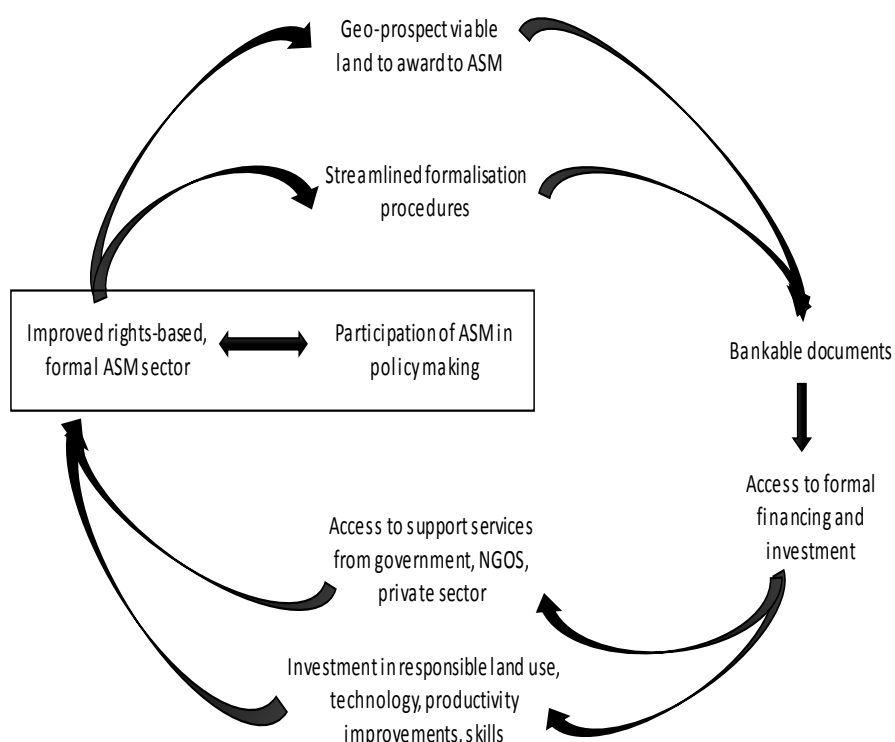 Geo-prospect viable
land to award to ASM
Streamlined formalisation
procedures
Improved rights-based,
formal ASM sector
Participation of ASM in
policy making
Bankable documents
Access to formal
financing and
investment
Access to support services
from government, NGOS,
private sector
Investment in responsible land use,
technology, productivity
improvements, skills